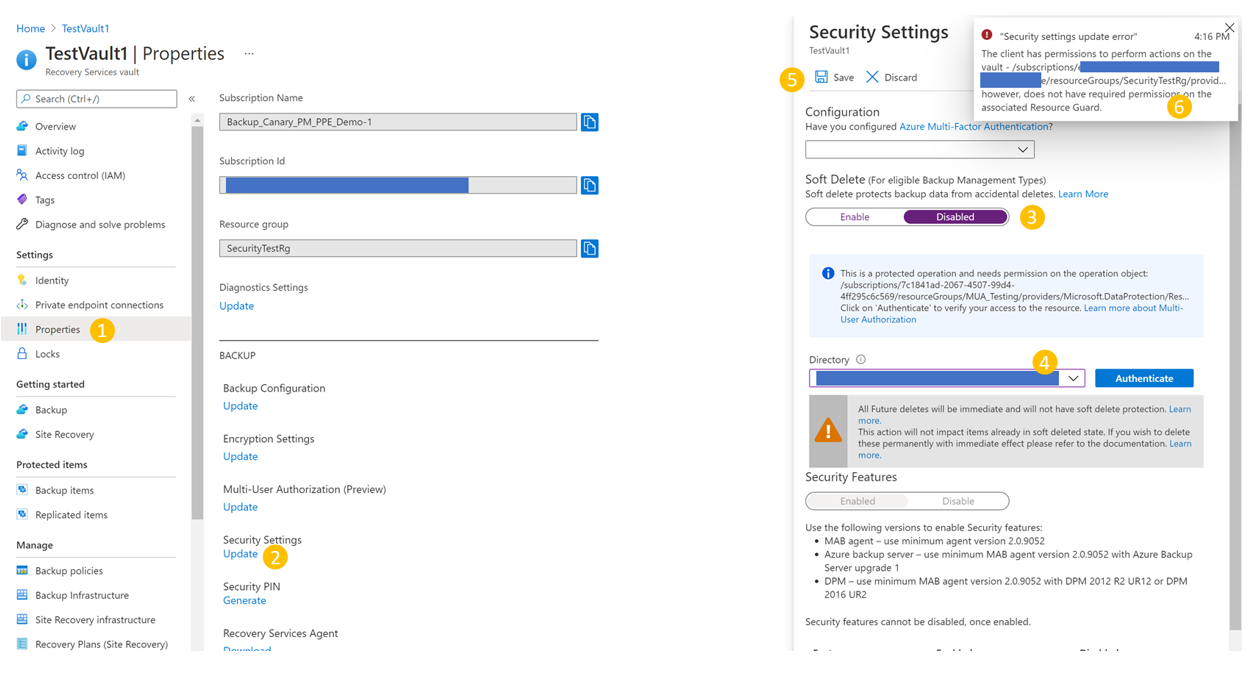 Home > TestVault1
TestVault1 | Properties ...
Recovery Services vault
Search (Ctrl+/)
«
Overview
Activity log
Access control (IAM)
Tags
Diagnose and solve problems
Settings
Identity
Private endpoint connections
Properties 1
Locks
Getting started
Backup
Site Recovery
Protected items
Backup items
Replicated items
Manage
Backup policies
Backup Infrastructure
Site Recovery infrastructure
Recovery Plans (Site Recovery)
Subscription Name
Backup_Canary_PM_PPE_Demo-1
Subscription Id
Resource group
SecurityTestRg
Diagnostics Settings
Update
BACKUP
Backup Configuration
Update
Encryption Settings
Update
Multi-User Authorization (Preview)
Update
Security Settings
Update 2
Security PIN
Generate
Recovery Services Agent
Download
Security Settings
TestVault1
5 Save Discard
"Security settings update error" 4:16 PM
The client has permissions to perform actions on the
vault - /subscriptions/
e/resourceGroups/SecurityTestRg/provid...
however, does not have required permissions on the
associated Resource Guard. 6
Configuration
Have you configured Azure Multi-Factor Authentication?
Soft Delete (For eligible Backup Management Types)
Soft delete protects backup data from accidental deletes. Learn More
Enable Disabled 3
This is a protected operation and needs permission on the operation object:
/subscriptions/7c1841ad-2067-4507-99d4-
4ff295c6c569/resourceGroups/MUA_Testing/providers/Microsoft.DataProtection/Res...
Click on 'Authenticate' to verify your access to the resource. Learn more about Multi-
User Authorization
Directory 4
Authenticate
All Future deletes will be immediate and will not have soft delete protection. Learn
more.
This action will not impact items already in soft deleted state. If you wish to delete
these permanently with immediate effect please refer to the documentation. Learn
more.
Security Features
Enabled Disable
Use the following versions to enable Security features:
• MAB agent – use minimum agent version 2.0.9052
• Azure backup server – use minimum MAB agent version 2.0.9052 with Azure Backup
Server upgrade 1
• DPM – use minimum MAB agent version 2.0.9052 with DPM 2012 R2 UR12 or DPM
2016 UR2
Security features cannot be disabled, once enabled.